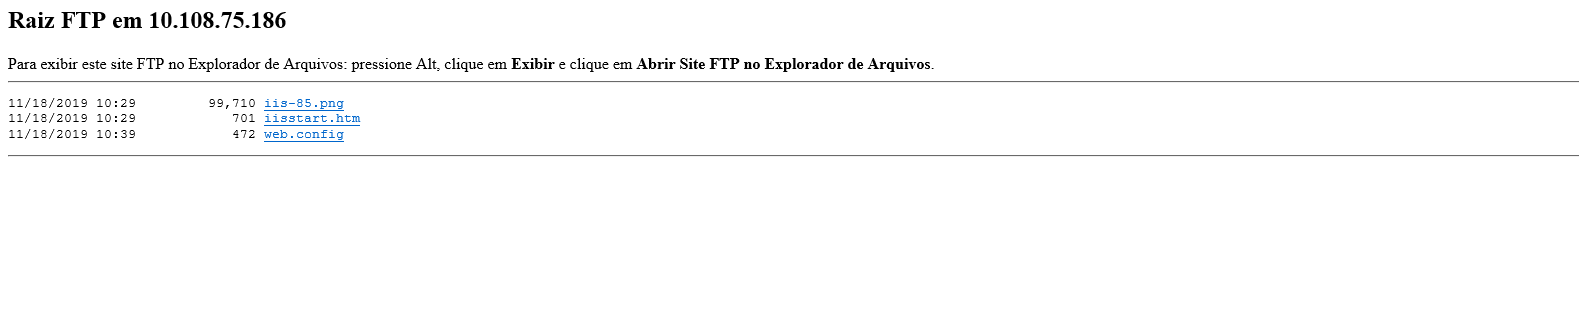 Raiz FTP em 10.108.75.186
Para exibir este site FTP no Explorador de Arquivos: pressione Alt, clique em Exibir e clique em Abrir Site FTP no Explorador de Arquivos.
11/18/2019 10:29 99,710 iis-85.png
11/18/2019 10:29 701 iisstart.htm
11/18/2019 10:39 472 web.config